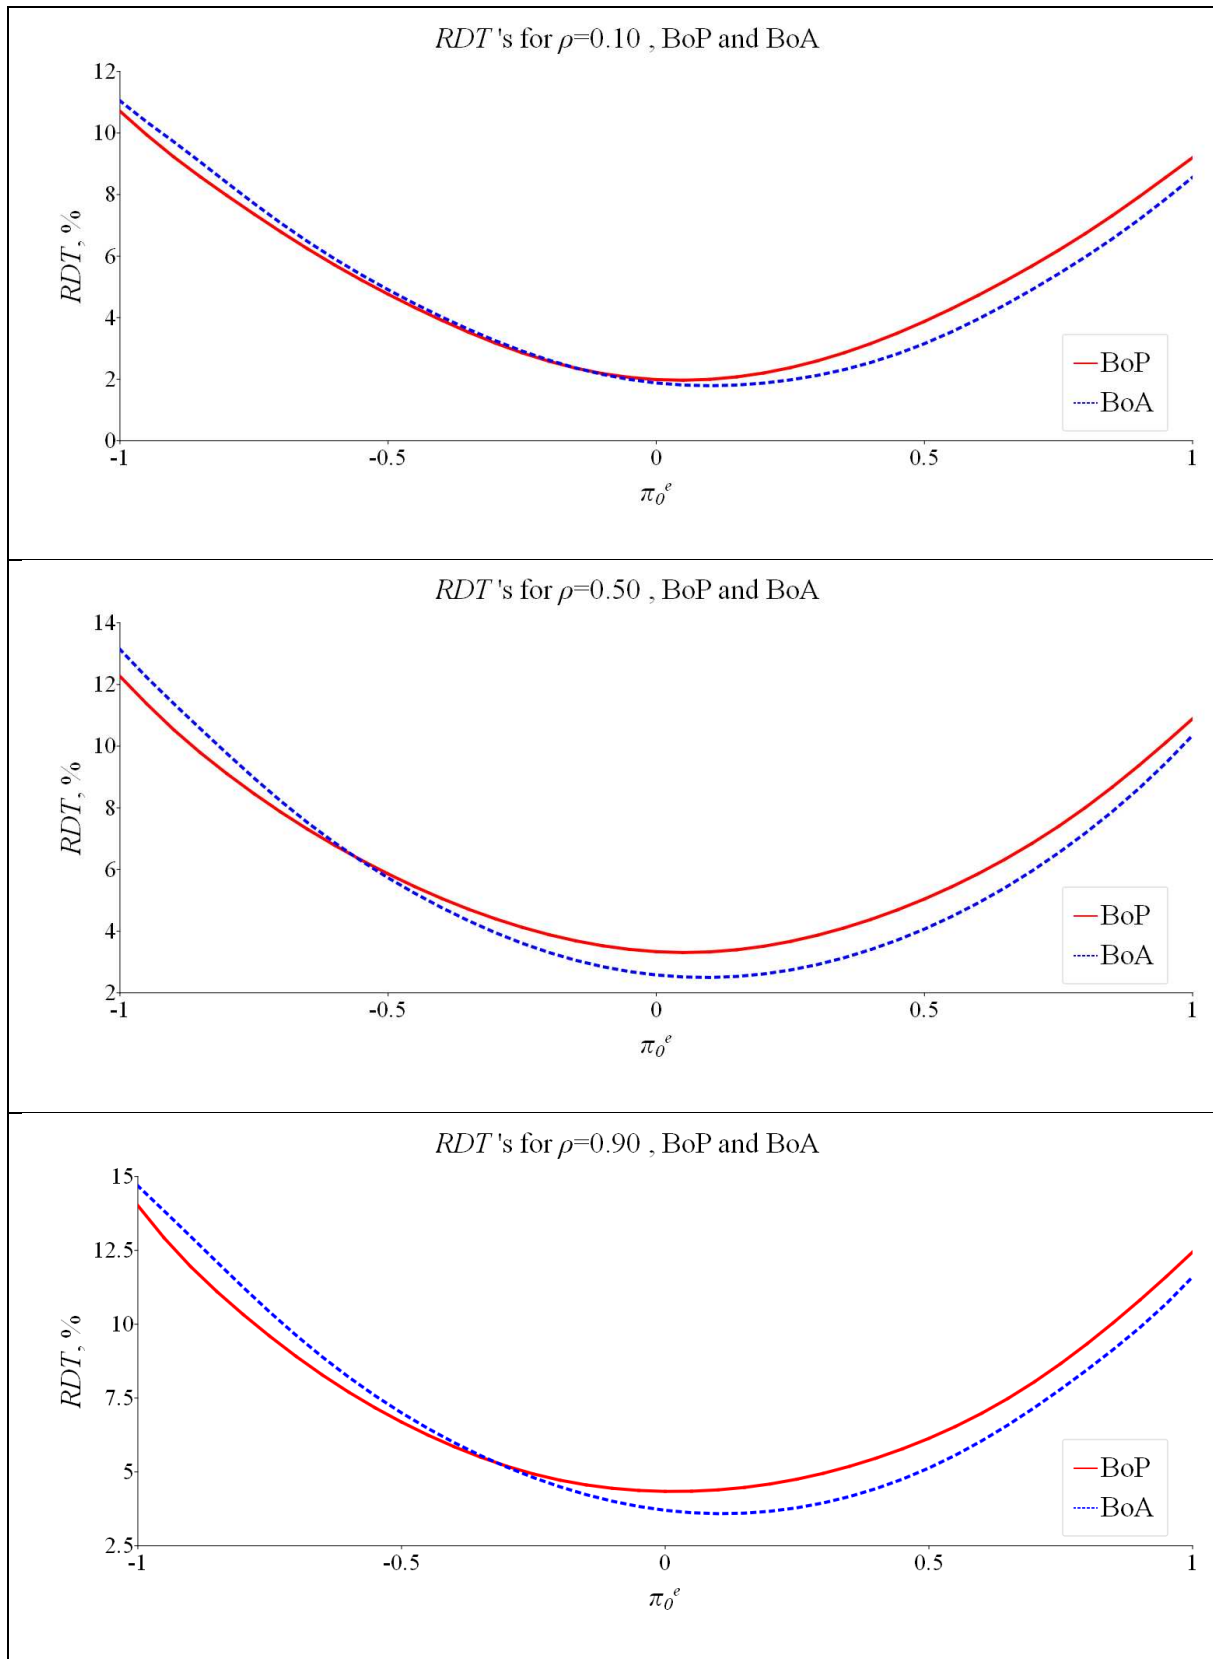 RDT 's for ρ=0.10 , BoP and BoA
12
10
8
6
4
2
0
RDT, %
-1
-0.5
0
0.5
1
π₀ᵉ
BoP
BoA
RDT 's for ρ=0.50 , BoP and BoA
14
12
10
8
6
4
2
RDT, %
-1
-0.5
0
0.5
1
π₀ᵉ
BoP
BoA
RDT 's for ρ=0.90 , BoP and BoA
15
12.5
10
7.5
5
2.5
RDT, %
-1
-0.5
0
0.5
1
π₀ᵉ
BoP
BoA